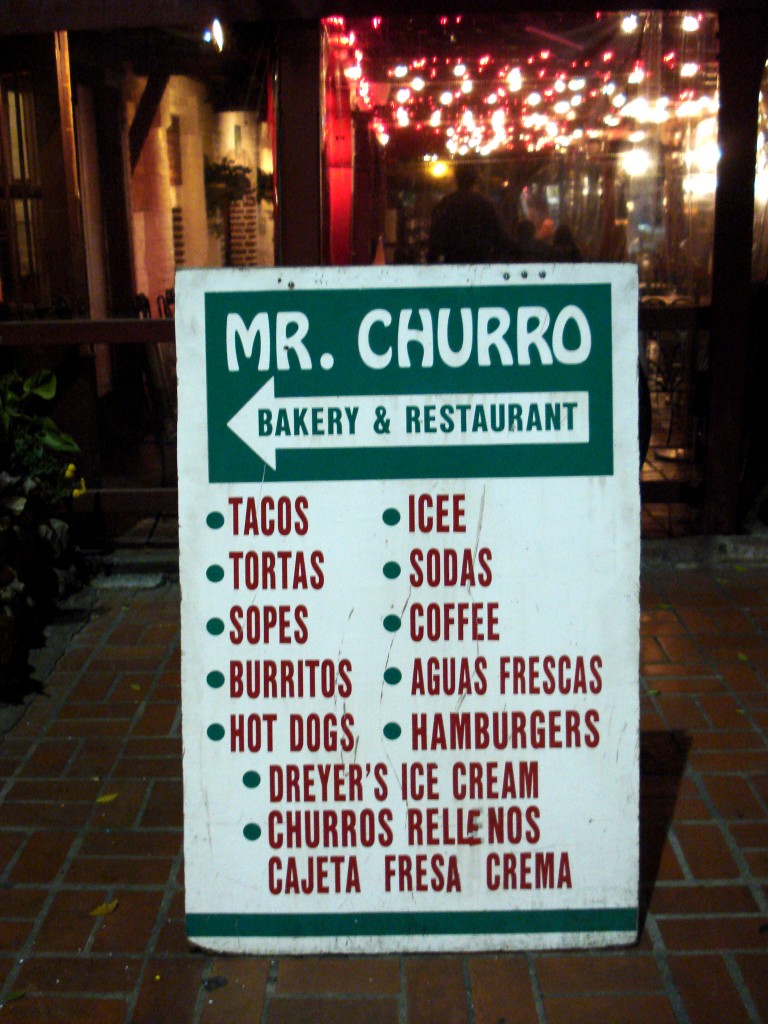 MR. CHURRO
BAKERY & RESTAURANT
TACOS
TORTAS
SOPES
BURRITOS
HOT DOGS
ICEE
SODAS
COFFEE
AGUAS FRESCAS
HAMBURGERS
DREYER'S ICE CREAM
CHURROS RELLENOS
CAJETA FRESA CREMA